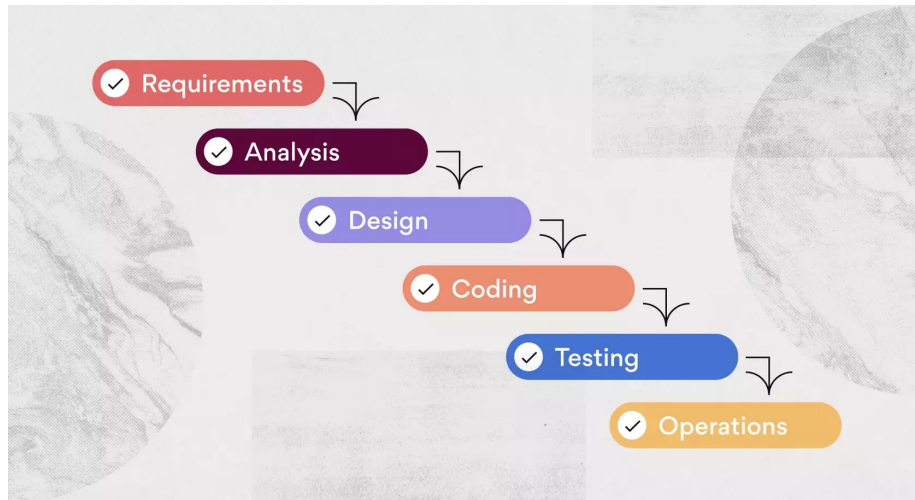 Requirements
Analysis
Design
Coding
Testing
Operations